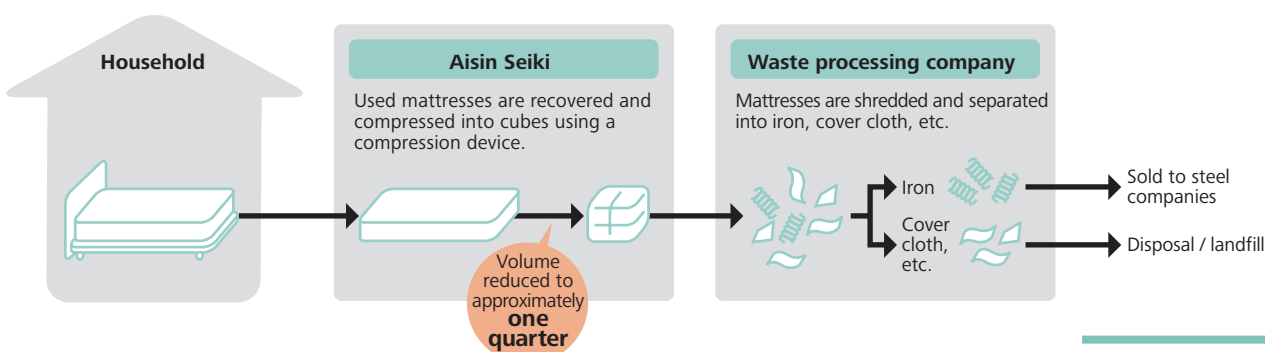 Household
Aisin Seiki
Used mattresses are recovered and
compressed into cubes using a
compression device.
Volume
reduced to
approximately
one
quarter
Waste processing company
Mattresses are shredded and separated
into iron, cover cloth, etc.
Iron
Cover
cloth,
etc.
Sold to steel
companies
Disposal / landfill